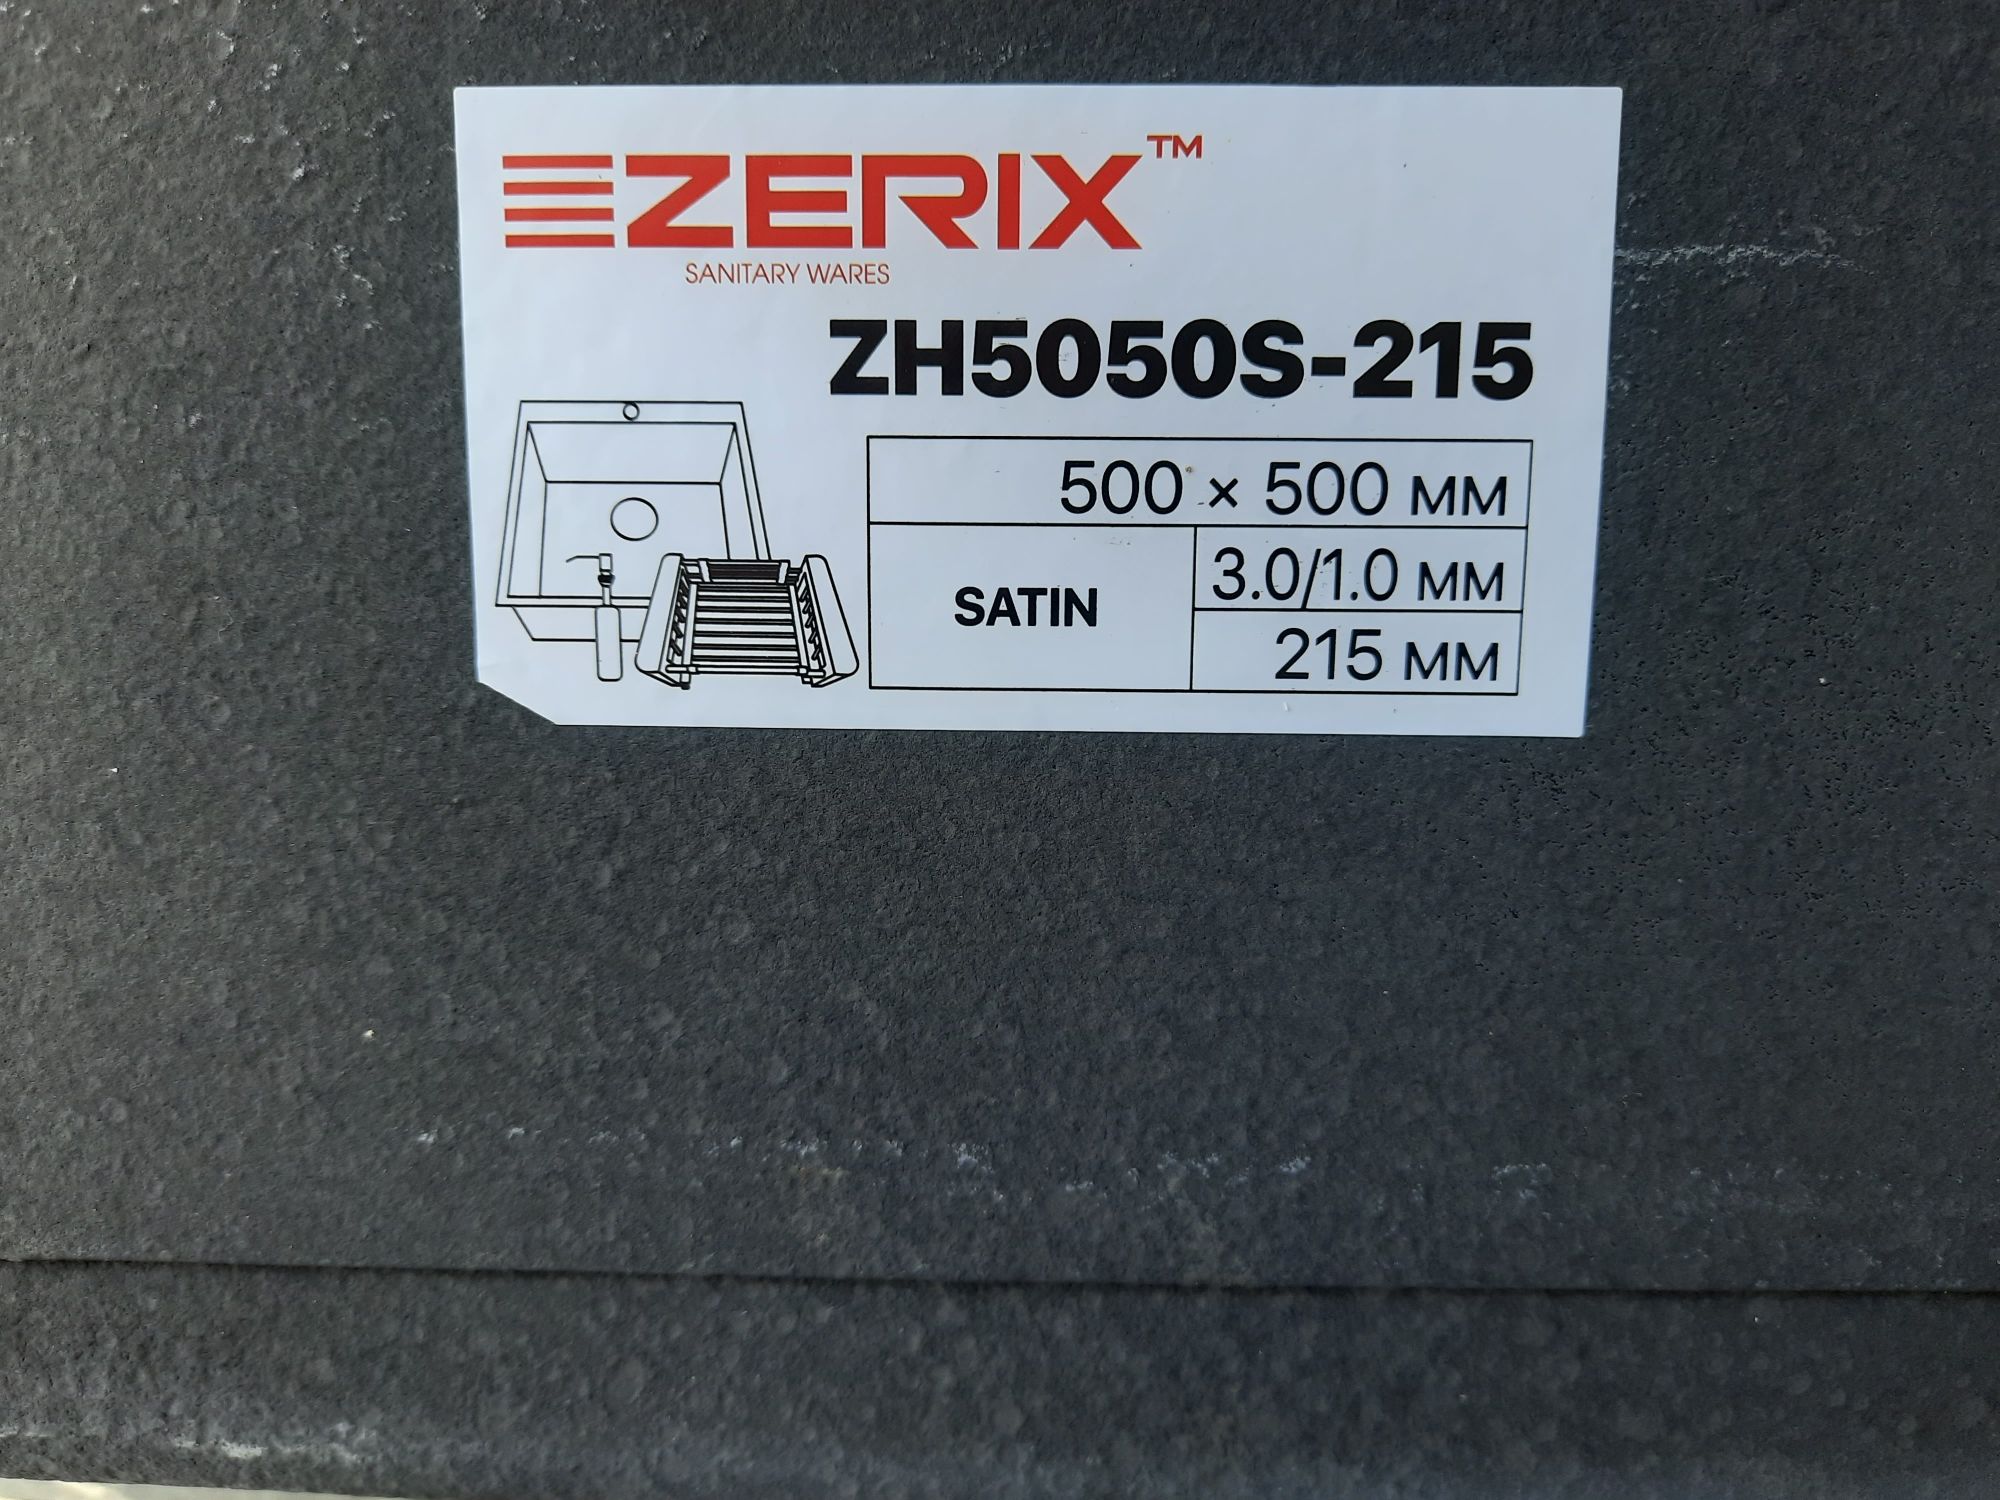 ZERIX™
SANITARY WARES
ZH5050S-215
500 × 500 мм
SATIN
3.0/1.0 мм
215 мм